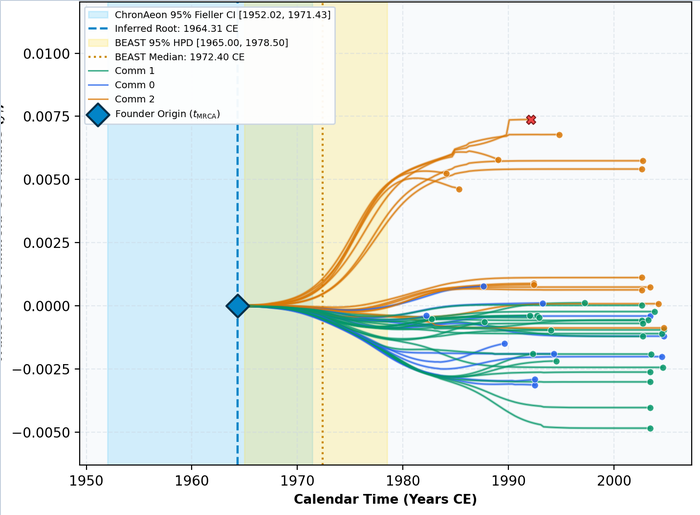 ChronAeon 95% Fieller CI [1952.02, 1971.43]
Inferred Root: 1964.31 CE
BEAST 95% HPD [1965.00, 1978.50]
BEAST Median: 1972.40 CE
Comm 1
Comm 0
Comm 2
Founder Origin (tMRCA)
0.0100
0.0075
0.0050
0.0025
0.0000
−0.0025
−0.0050
1950 1960 1970 1980 1990 2000
Calendar Time (Years CE)